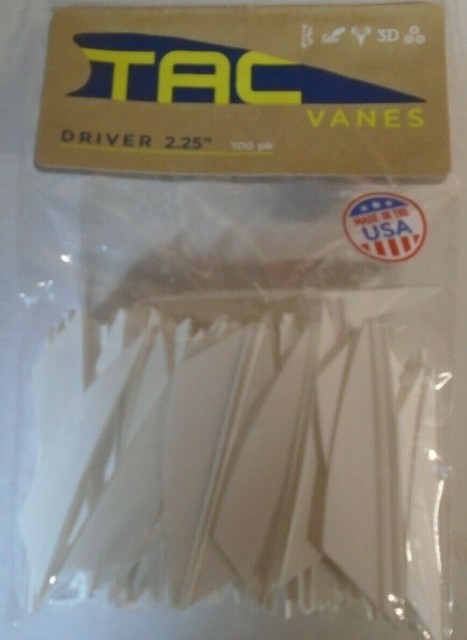 3D
TAC
VANES
DRIVER 2.25" 100 pk
MADE IN THE
USA